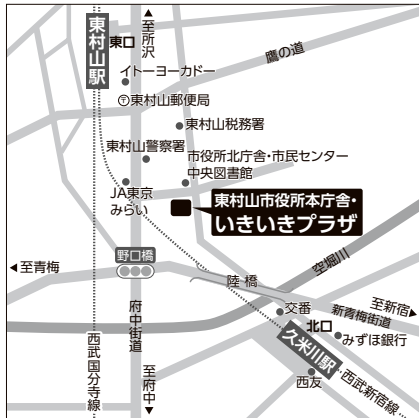 ▲至所沢
東口
東村山駅
鷹の道
イトーヨーカドー
〒東村山郵便局
東村山税務署
東村山警察署
市役所北庁舎・市民センター
中央図書館
JA東京
みらい
東村山市役所本庁舎・
いきいきプラザ
野口橋
◀至青梅
空堀川
陸橋
至新宿▶
新青梅街道
交番
北口
みずほ銀行
久米川駅
府中街道
西武国分寺線
至府中▼
西友
西武新宿線